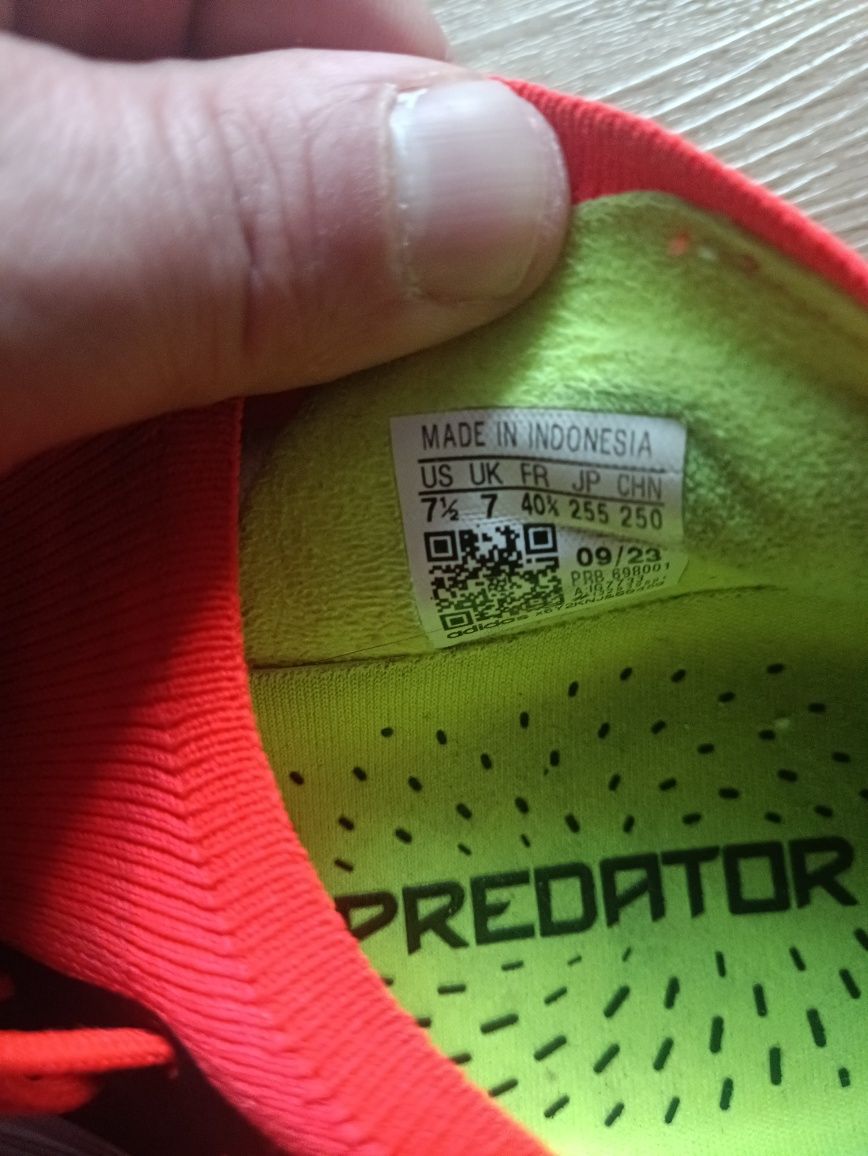 MADE IN INDONESIA
US UK FR JP CHN
7½ 7 40⅔ 255 250
09/23
PRB 698001
adidas
PREDATOR